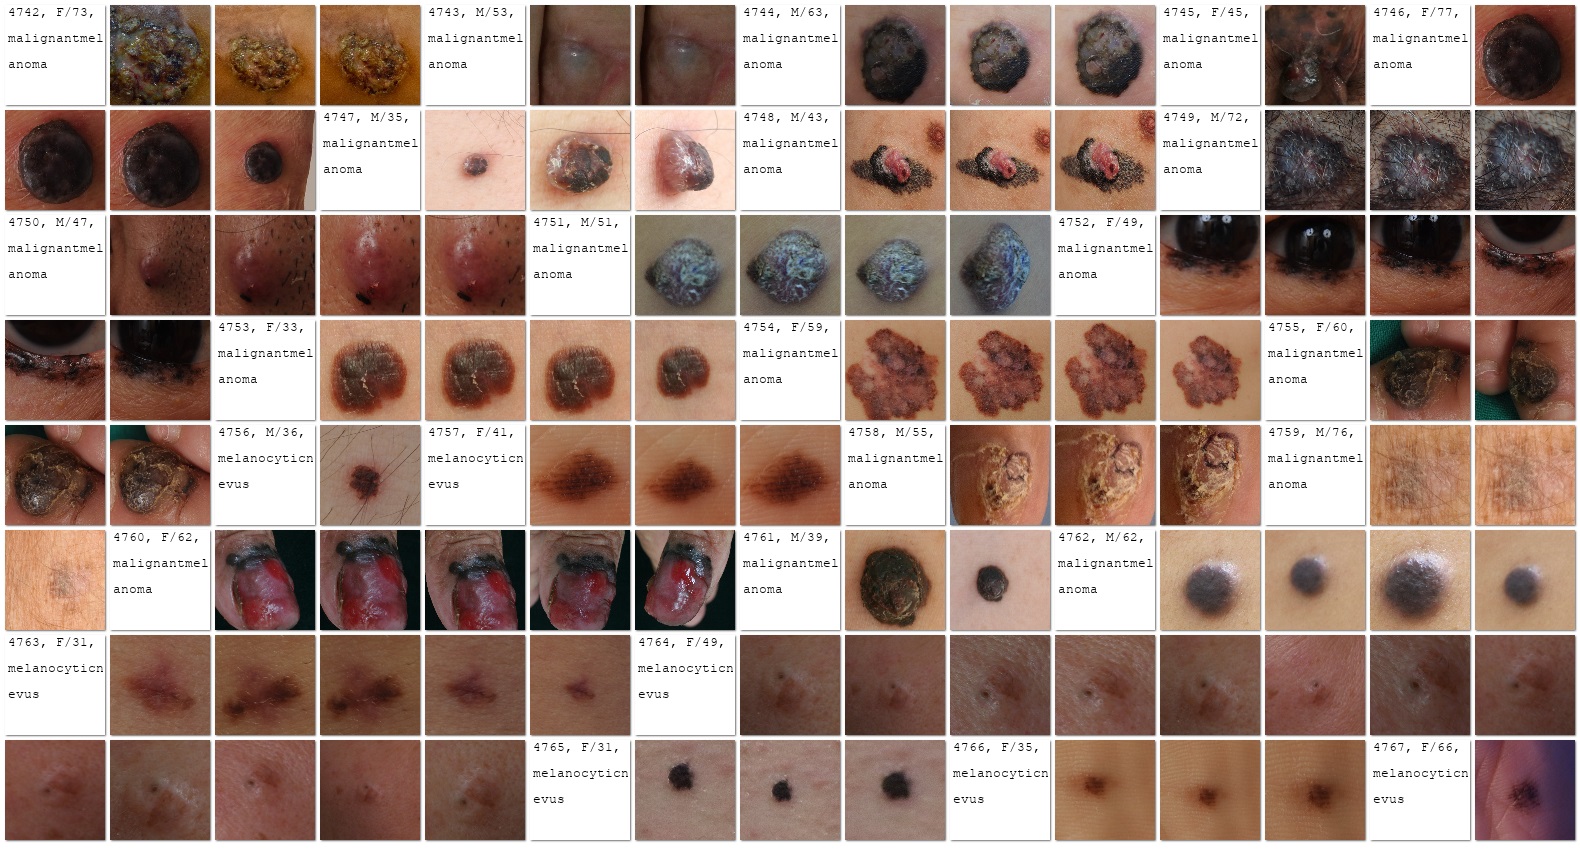 4742, F/73,
malignantmel
anoma
4743, M/53,
malignantmel
anoma
4744, M/63,
malignantmel
anoma
4745, F/45,
malignantmel
anoma
4746, F/77,
malignantmel
anoma
4747, M/35,
malignantmel
anoma
4748, M/43,
malignantmel
anoma
4749, M/72,
malignantmel
anoma
4750, M/47,
malignantmel
anoma
4751, M/51,
malignantmel
anoma
4752, F/49,
malignantmel
anoma
4753, F/33,
malignantmel
anoma
4754, F/59,
malignantmel
anoma
4755, F/60,
malignantmel
anoma
4756, M/36,
melanocyticn
evus
4757, F/41,
melanocyticn
evus
4758, M/55,
malignantmel
anoma
4759, M/76,
malignantmel
anoma
4760, F/62,
malignantmel
anoma
4761, M/39,
malignantmel
anoma
4762, M/62,
malignantmel
anoma
4763, F/31,
melanocyticn
evus
4764, F/49,
melanocyticn
evus
4765, F/31,
melanocyticn
evus
4766, F/35,
melanocyticn
evus
4767, F/66,
melanocyticn
evus